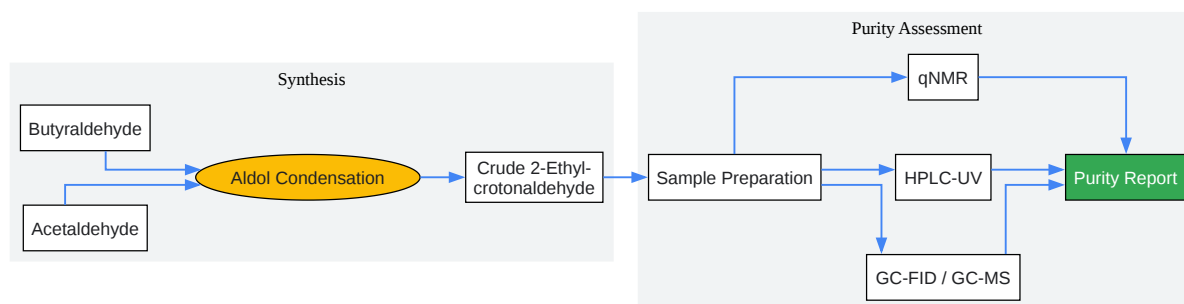 Synthesis
Butyraldehyde
Acetaldehyde
Aldol Condensation
Crude 2-Ethyl-
crotonaldehyde
Purity Assessment
Sample Preparation
qNMR
HPLC-UV
GC-FID / GC-MS
Purity Report